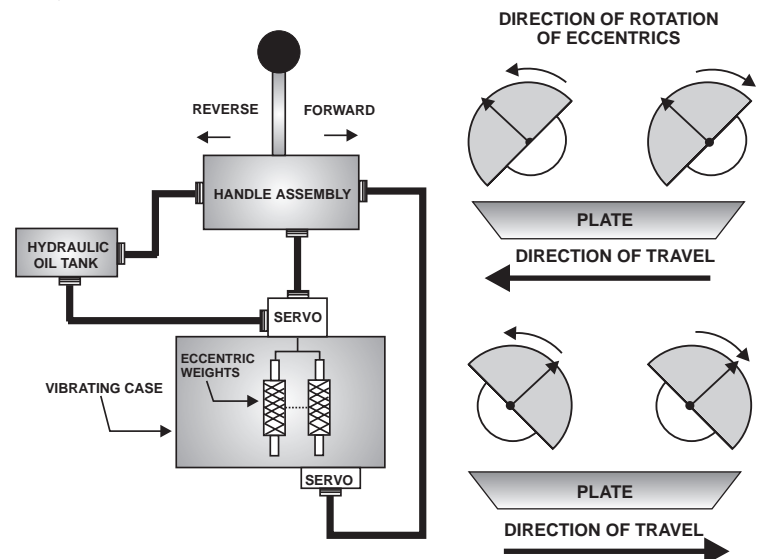 DIRECTION OF ROTATION
OF ECCENTRICS
REVERSE
FORWARD
HANDLE ASSEMBLY
HYDRAULIC
OIL TANK
SERVO
ECCENTRIC
WEIGHTS
VIBRATING CASE
SERVO
PLATE
DIRECTION OF TRAVEL
PLATE
DIRECTION OF TRAVEL